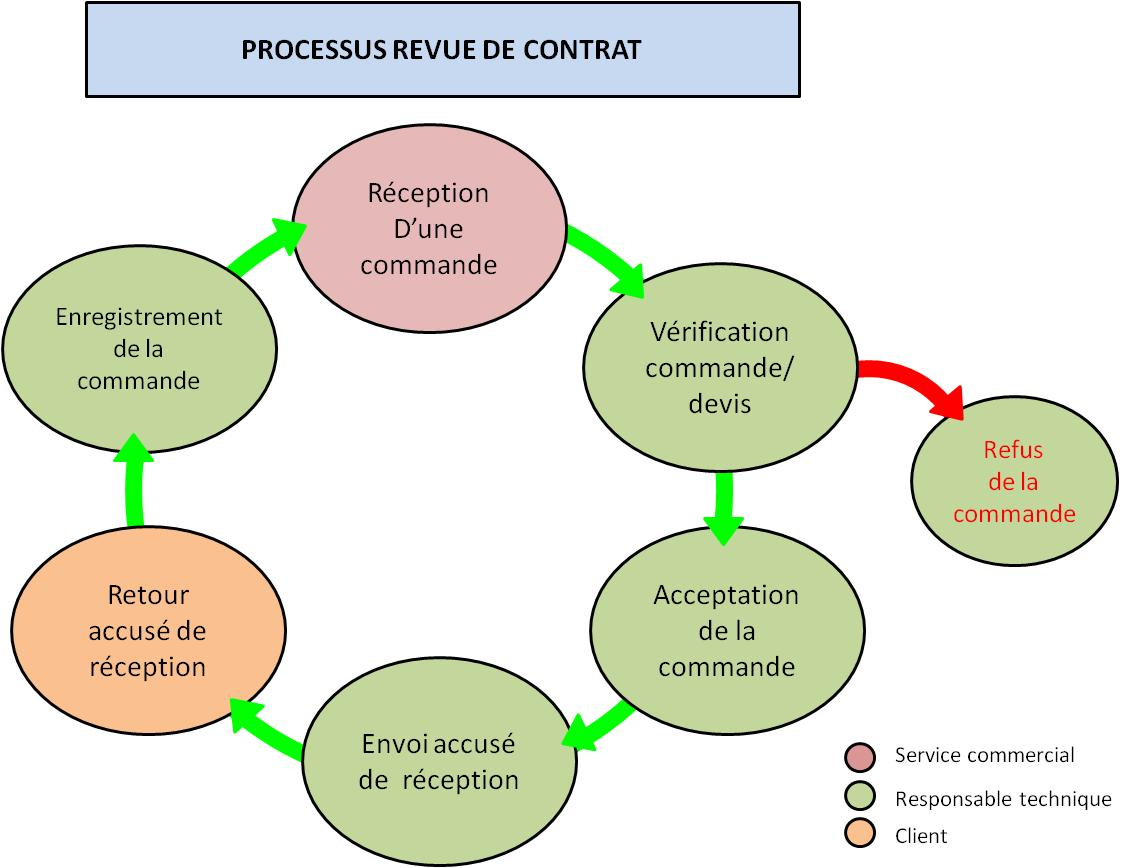 PROCESSUS REVUE DE CONTRAT
Réception
D’une
commande
Vérification
commande/
devis
Refus
de la
commande
Acceptation
de la
commande
Envoi accusé
de réception
Retour
accusé de
réception
Enregistrement
de la
commande
Service commercial
Responsable technique
Client